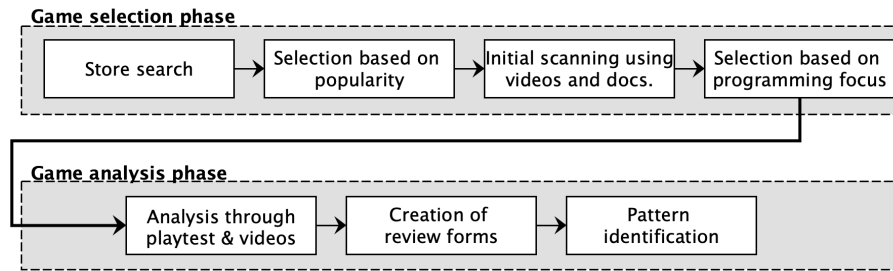 Game selection phase
Store search
Selection based on
popularity
Initial scanning using
videos and docs.
Selection based on
programming focus
Game analysis phase
Analysis through
playtest & videos
Creation of
review forms
Pattern
identification